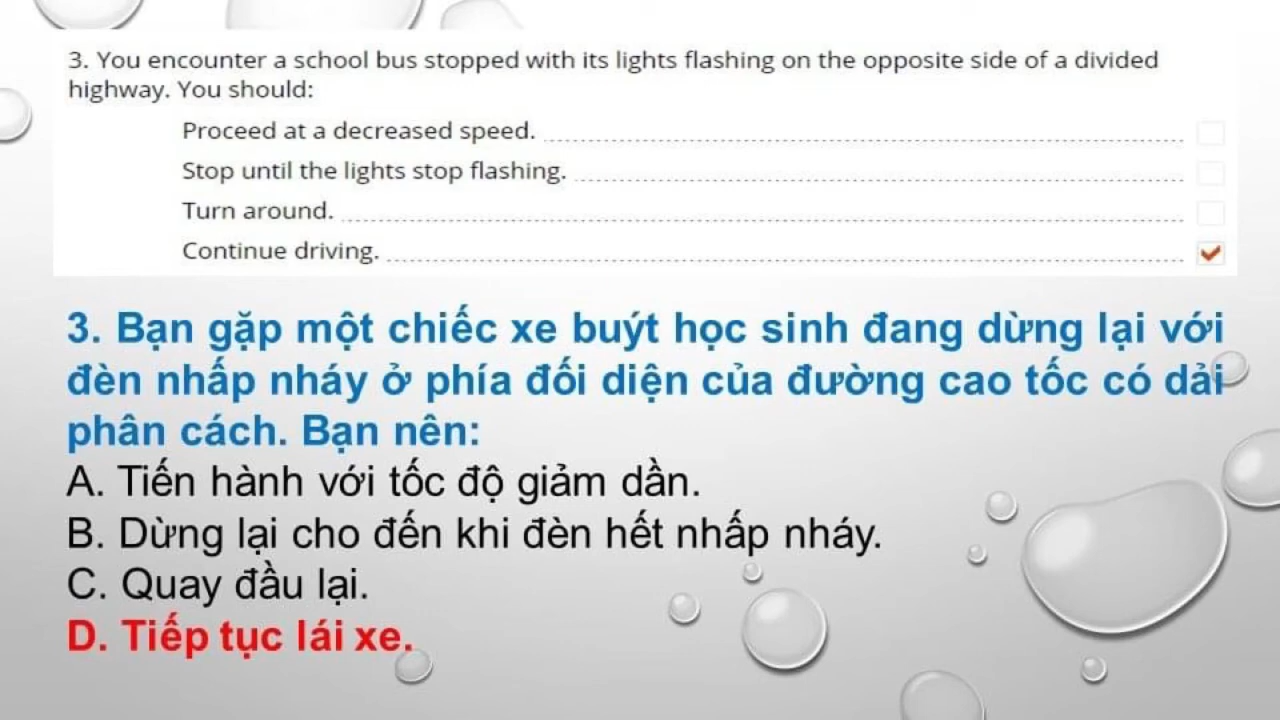 3. You encounter a school bus stopped with its lights flashing on the opposite side of a divided
highway. You should:
Proceed at a decreased speed.
Stop until the lights stop flashing.
Turn around.
Continue driving.
3. Bạn gặp một chiếc xe buýt học sinh đang dừng lại với
đèn nhấp nháy ở phía đối diện của đường cao tốc có dải
phân cách. Bạn nên:
A. Tiến hành với tốc độ giảm dần.
B. Dừng lại cho đến khi đèn hết nhấp nháy.
C. Quay đầu lại.
D. Tiếp tục lái xe.